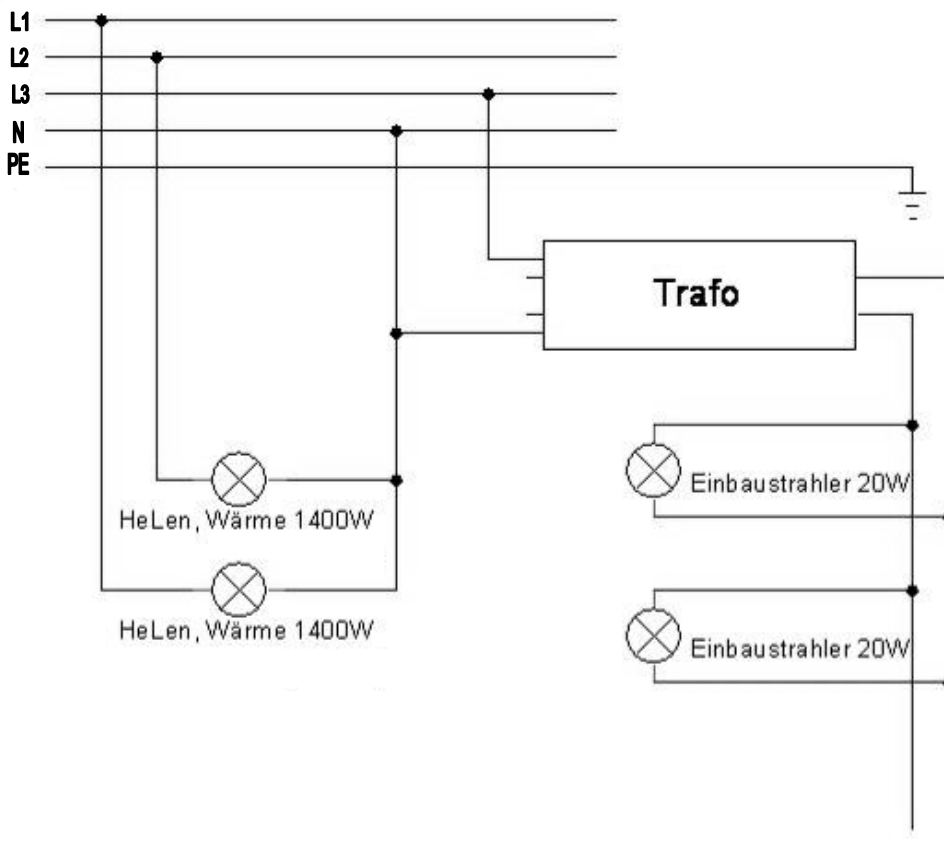 L1
L2
L3
N
PE
Trafo
Einbaustrahler 20W
HeLen, Wärme 1400W
HeLen, Wärme 1400W
Einbaustrahler 20W